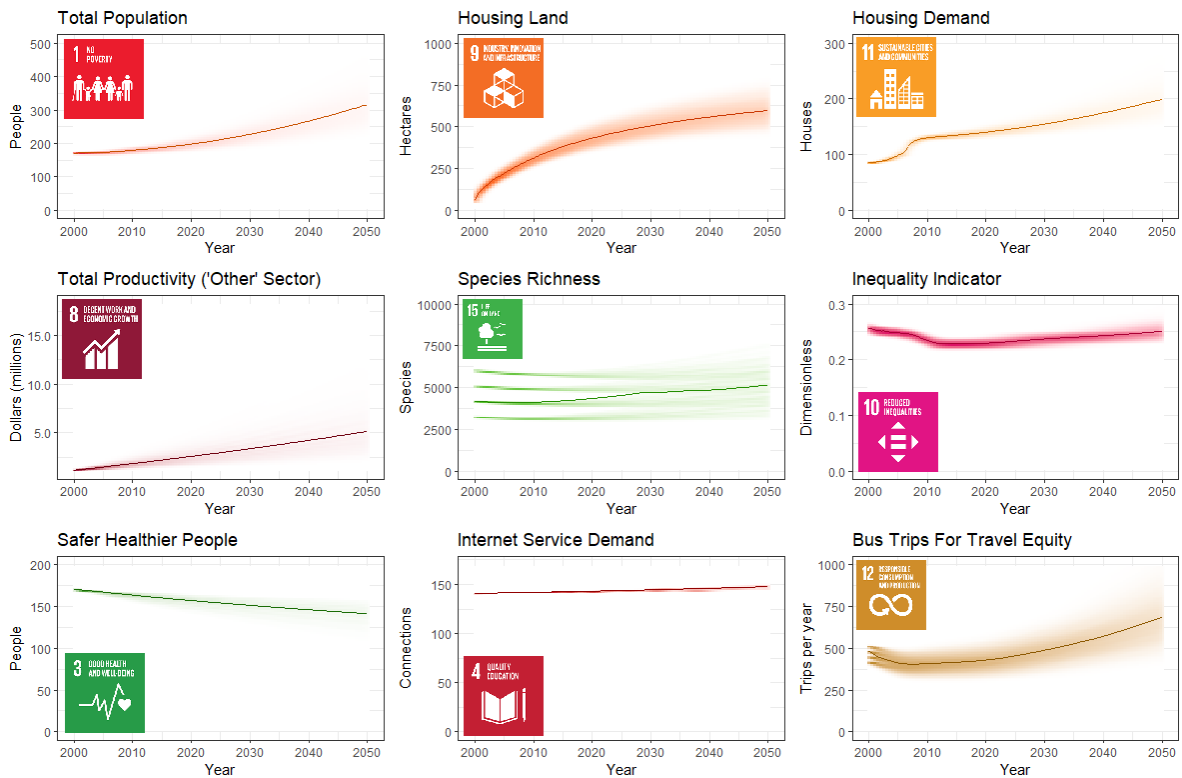 Total Population
500
400
300
200
100
0
People
1 NO
POVERTY
2000 2010 2020 2030 2040 2050
Year
Housing Land
1000
750
500
250
0
Hectares
9 INDUSTRY, INNOVATION
AND INFRASTRUCTURE
2000 2010 2020 2030 2040 2050
Year
Housing Demand
300
200
100
0
Houses
11 SUSTAINABLE CITIES
AND COMMUNITIES
2000 2010 2020 2030 2040 2050
Year
Total Productivity ('Other' Sector)
15.0
10.0
5.0
Dollars (millions)
8 DECENT WORK AND
ECONOMIC GROWTH
2000 2010 2020 2030 2040 2050
Year
Species Richness
10000
7500
5000
2500
0
Species
15 LIFE
ON LAND
2000 2010 2020 2030 2040 2050
Year
Inequality Indicator
0.3
0.2
0.1
0.0
Dimensionless
10 REDUCED
INEQUALITIES
2000 2010 2020 2030 2040 2050
Year
Safer Healthier People
200
150
100
50
0
People
3 GOOD HEALTH
AND WELL-BEING
2000 2010 2020 2030 2040 2050
Year
Internet Service Demand
150
100
50
0
Connections
4 QUALITY
EDUCATION
2000 2010 2020 2030 2040 2050
Year
Bus Trips For Travel Equity
1000
750
500
250
0
Trips per year
12 RESPONSIBLE
CONSUMPTION
AND PRODUCTION
2000 2010 2020 2030 2040 2050
Year